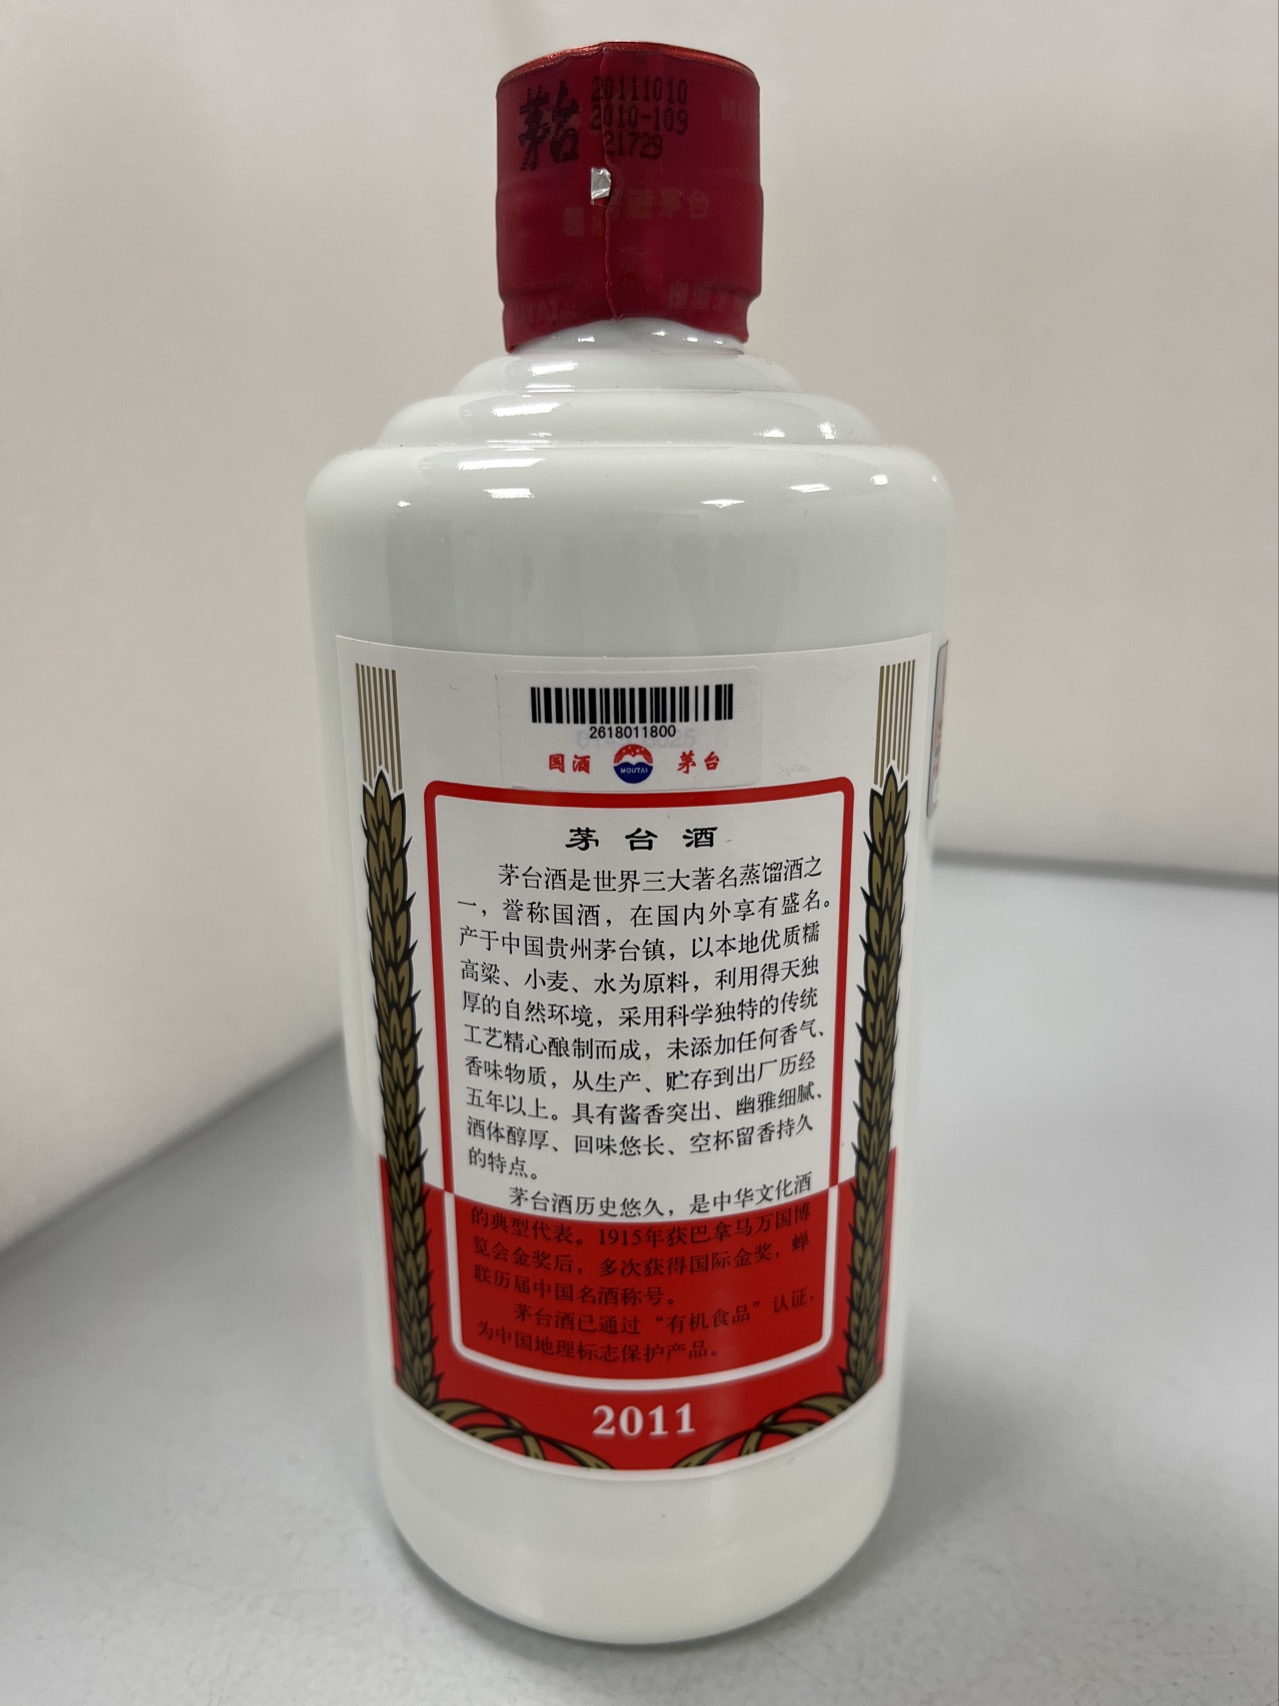 茅台
20111010
2010-109
21729
2618011800
国酒
MOUTAI
茅台
茅台酒
茅台酒是世界三大著名蒸馏酒之
一，誉称国酒，在国内外享有盛名。
产于中国贵州茅台镇，以本地优质糯
高粱、小麦、水为原料，利用得天独
厚的自然环境，采用科学独特的传统
工艺精心酿制而成，未添加任何香气、
香味物质，从生产、贮存到出厂历经
五年以上。具有酱香突出、幽雅细腻、
酒体醇厚、回味悠长、空杯留香持久
的特点。
茅台酒历史悠久，是中华文化酒
的典型代表。1915年获巴拿马万国博
览会金奖后，多次获得国际金奖，蝉
联历届中国名酒称号。
茅台酒已通过“有机食品”认证，
为中国地理标志保护产品。
2011